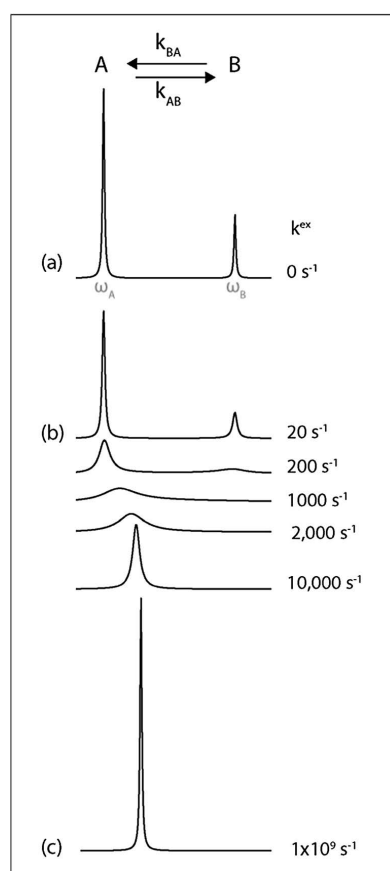 k_BA
A B
k_AB
k^ex
(a) 0 s⁻¹
ω_A ω_B
(b) 20 s⁻¹
200 s⁻¹
1000 s⁻¹
2,000 s⁻¹
10,000 s⁻¹
(c) 1x10⁹ s⁻¹